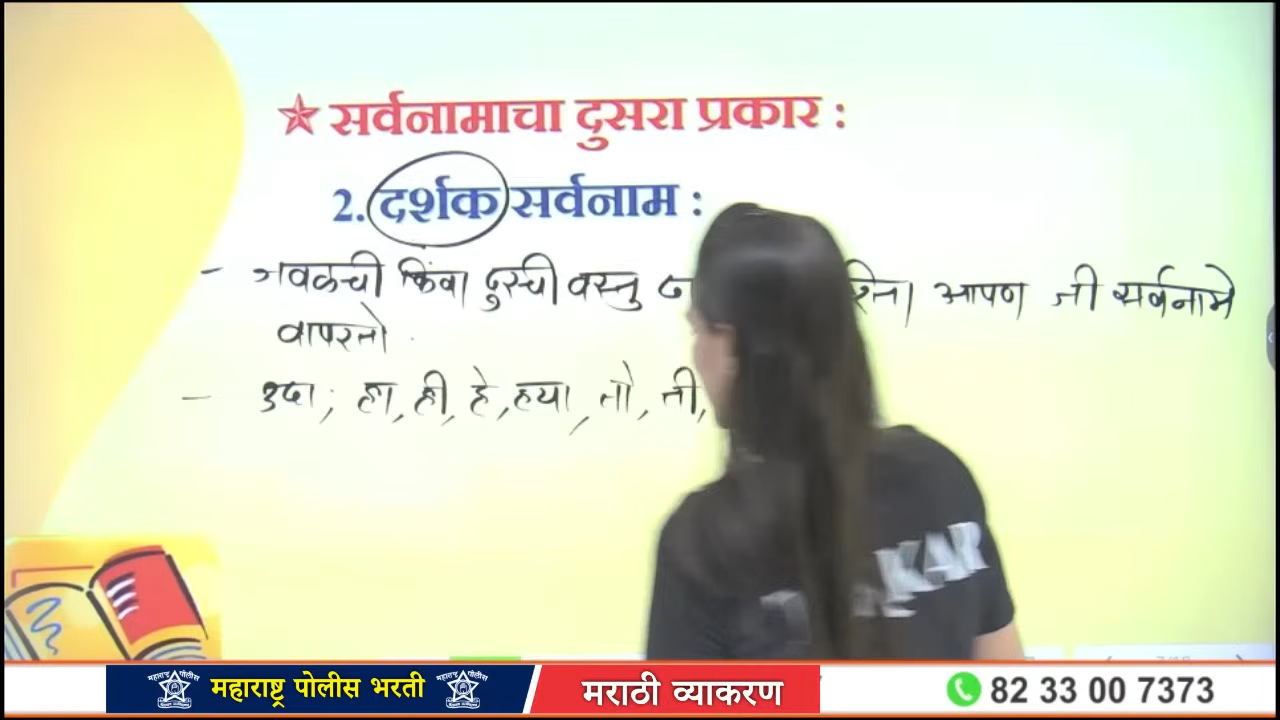 ★ सर्वनामाचा दुसरा प्रकार :
2. दर्शक सर्वनाम :
- जवळची किंवा दुरची वस्तु आपण जी सर्वनामे
वापरतो.
- उदा; हा, ही, हे, ह्या, तो, ती,
KAR
महाराष्ट्र पोलीस भरती
मराठी व्याकरण
82 33 00 7373